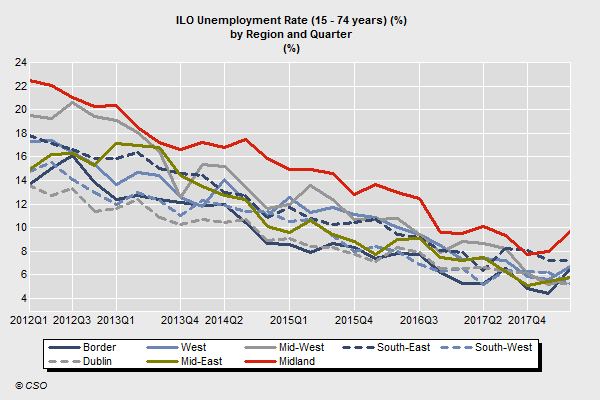 ILO Unemployment Rate (15 - 74 years) (%)
by Region and Quarter
(%)
24
22
20
18
16
14
12
10
8
6
4
2012Q1 2012Q3 2013Q1 2013Q4 2014Q2 2015Q1 2015Q4 2016Q3 2017Q2 2017Q4
Border West Mid-West South-East South-West
Dublin Mid-East Midland
© CSO